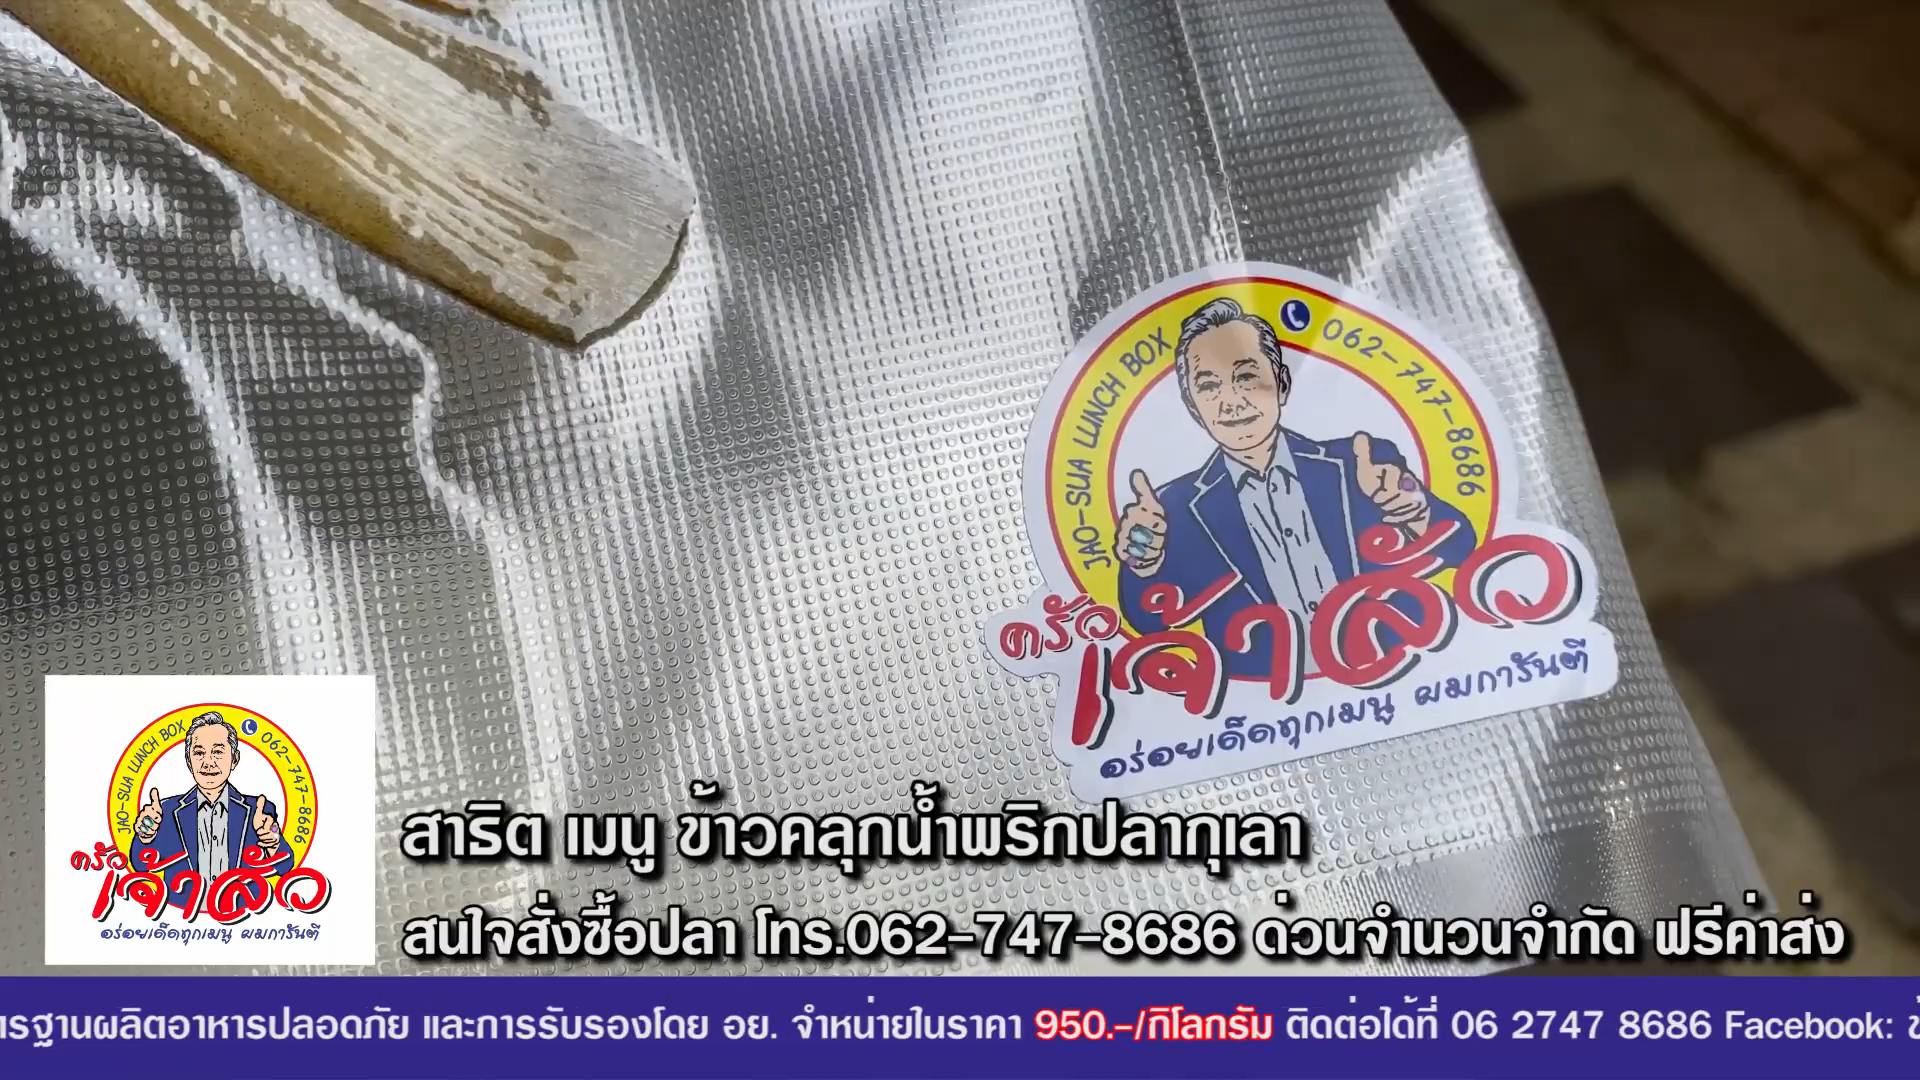 JAO-SUA LUNCH BOX
062-747-8686
ครัว
เจ้าสัว
อร่อยเด็ดทุกเมนู ผมการันตี
JAO-SUA LUNCH BOX
062-747-8686
ครัว
เจ้าสัว
อร่อยเด็ดทุกเมนู ผมการันตี
สาธิต เมนู ข้าวคลุกน้ำพริกปลากุเลา
สนใจสั่งซื้อปลา โทร.062-747-8686 ด่วนจำนวนจำกัด ฟรีค่าส่ง
รฐานผลิตอาหารปลอดภัย และการรับรองโดย อย. จำหน่ายในราคา 950.-/กิโลกรัม ติดต่อได้ที่ 06 2747 8686 Facebook: